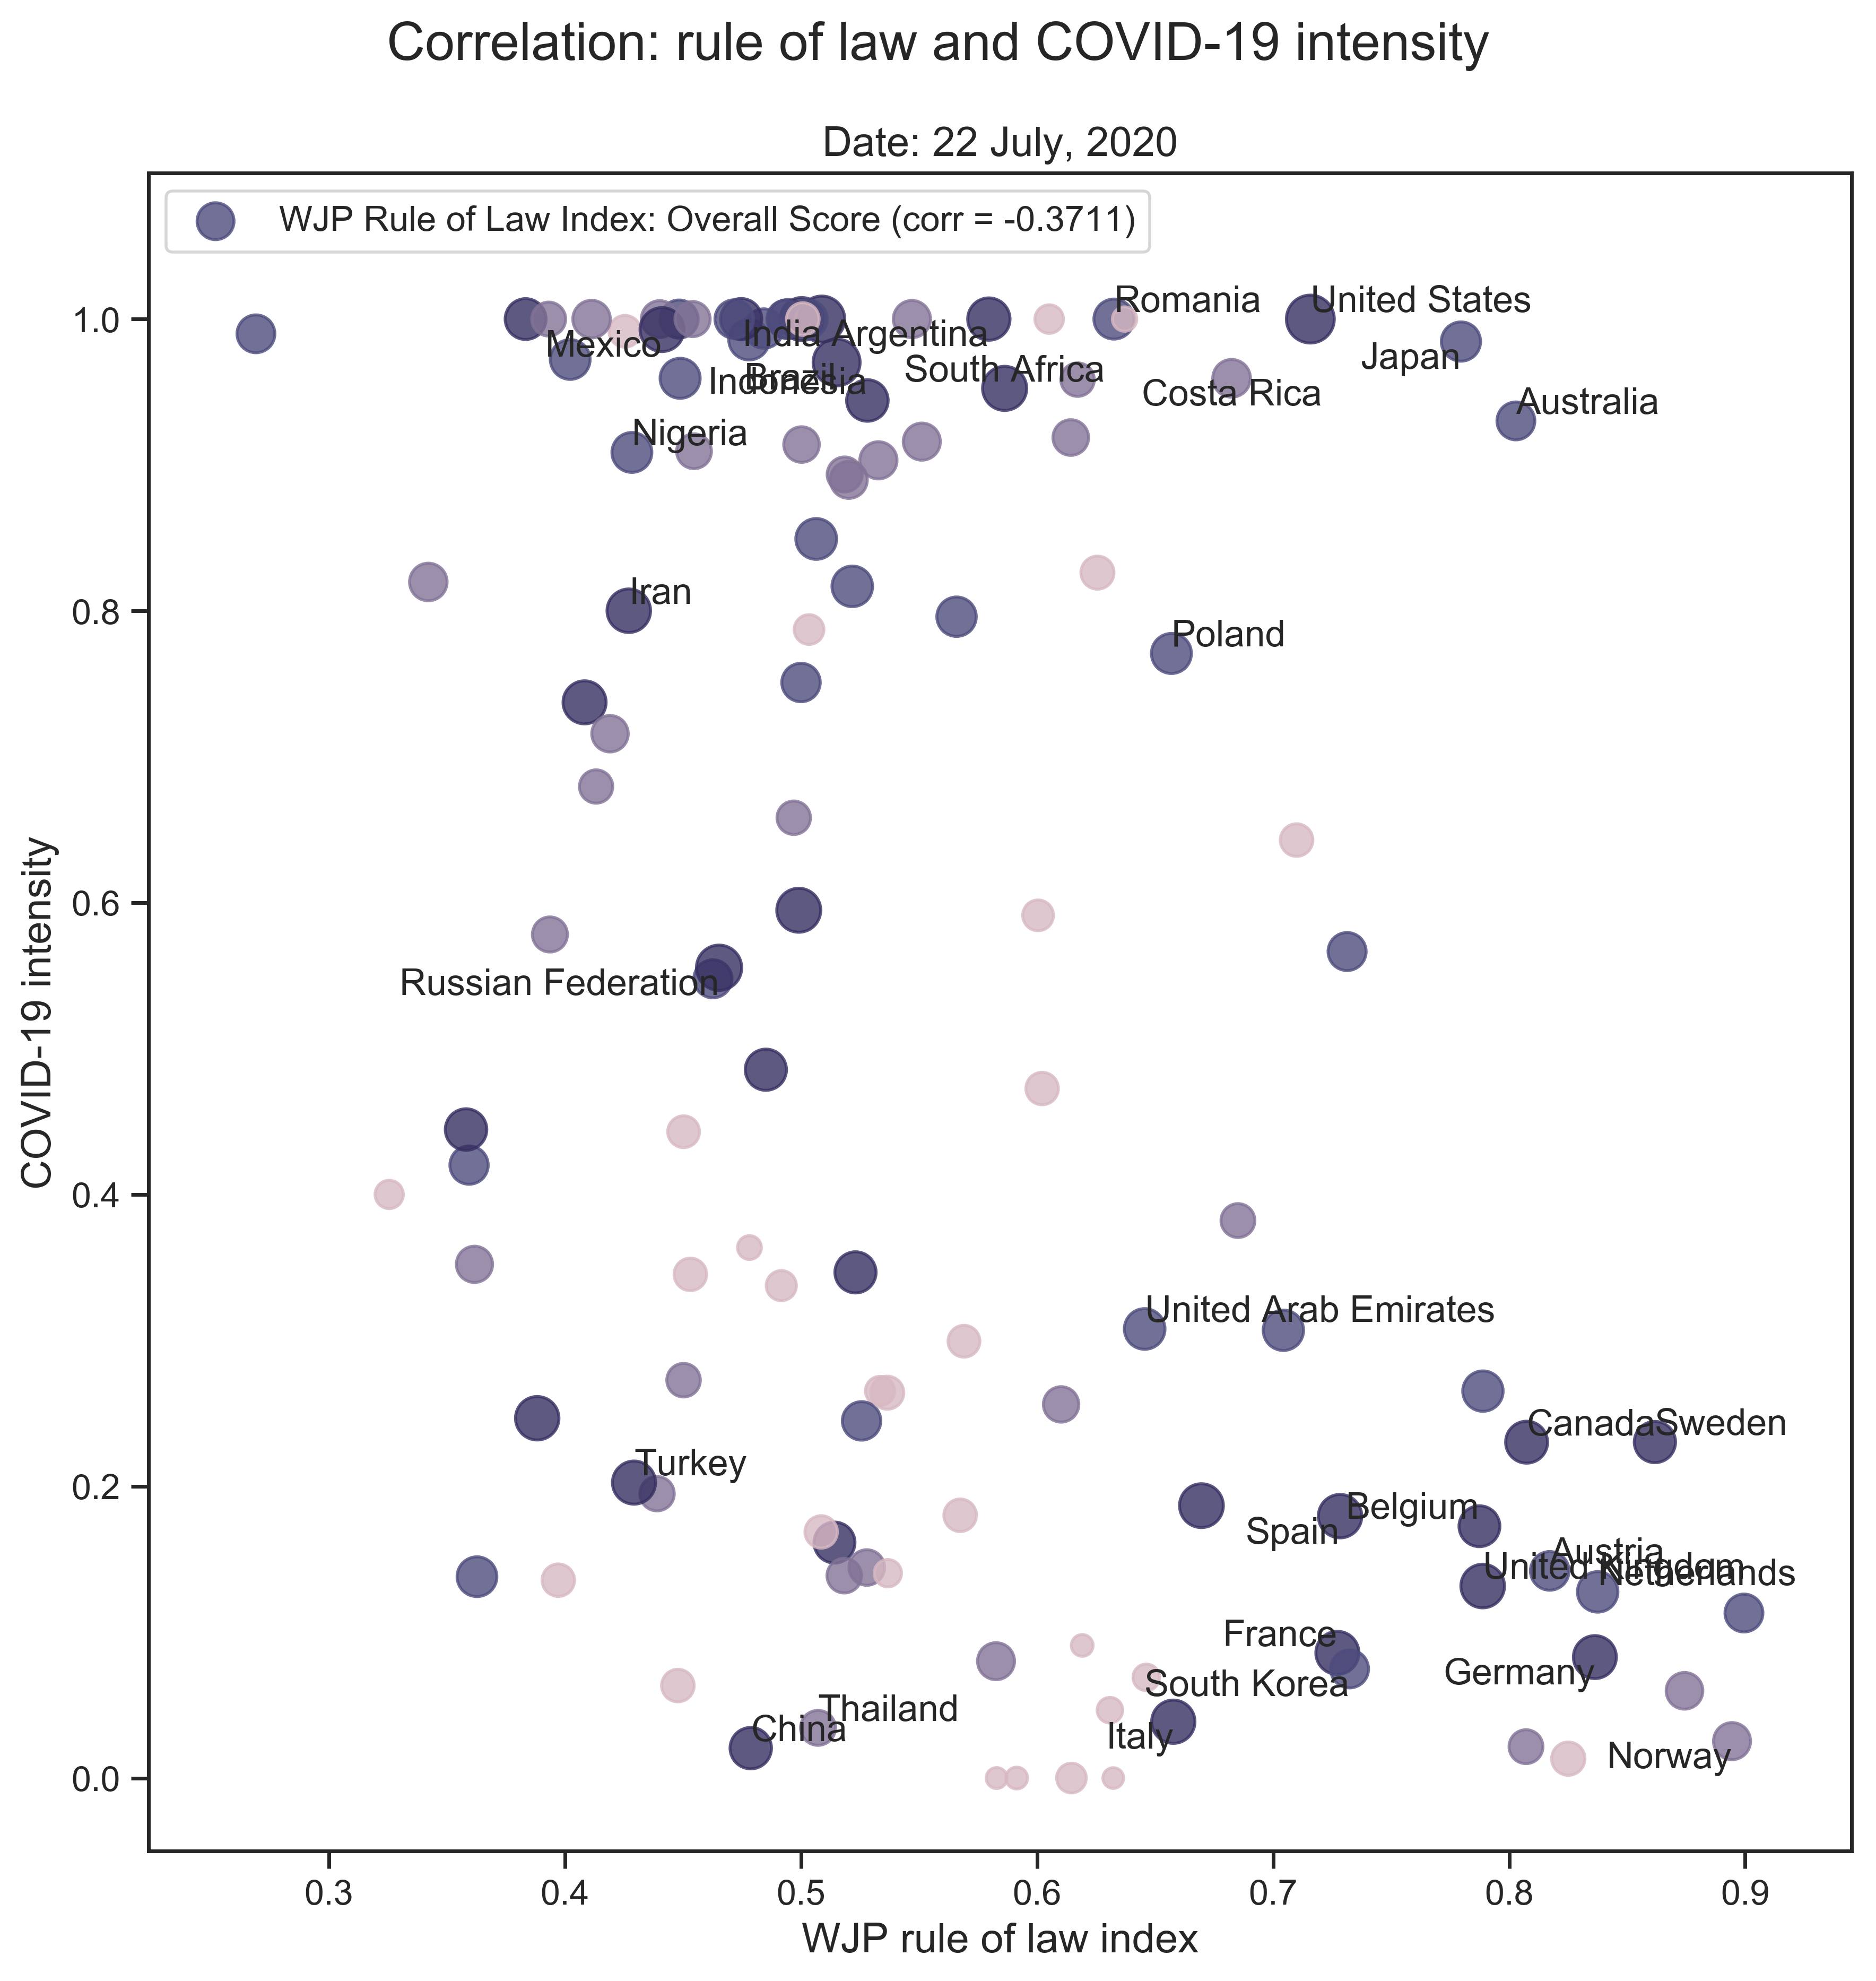 Correlation: rule of law and COVID-19 intensity
Date: 22 July, 2020
WJP Rule of Law Index: Overall Score (corr = -0.3711)
COVID-19 intensity
1.0
0.8
0.6
0.4
0.2
0.0
Romania
United States
India
Argentina
Mexico
Japan
South Africa
Brazil
Indonesia
Costa Rica
Australia
Nigeria
Iran
Poland
Russian Federation
United Arab Emirates
Canada
Sweden
Turkey
Belgium
Spain
Austria
United Kingdom
Netherlands
France
Germany
South Korea
Thailand
China
Italy
Norway
0.3
0.4
0.5
0.6
0.7
0.8
0.9
WJP rule of law index